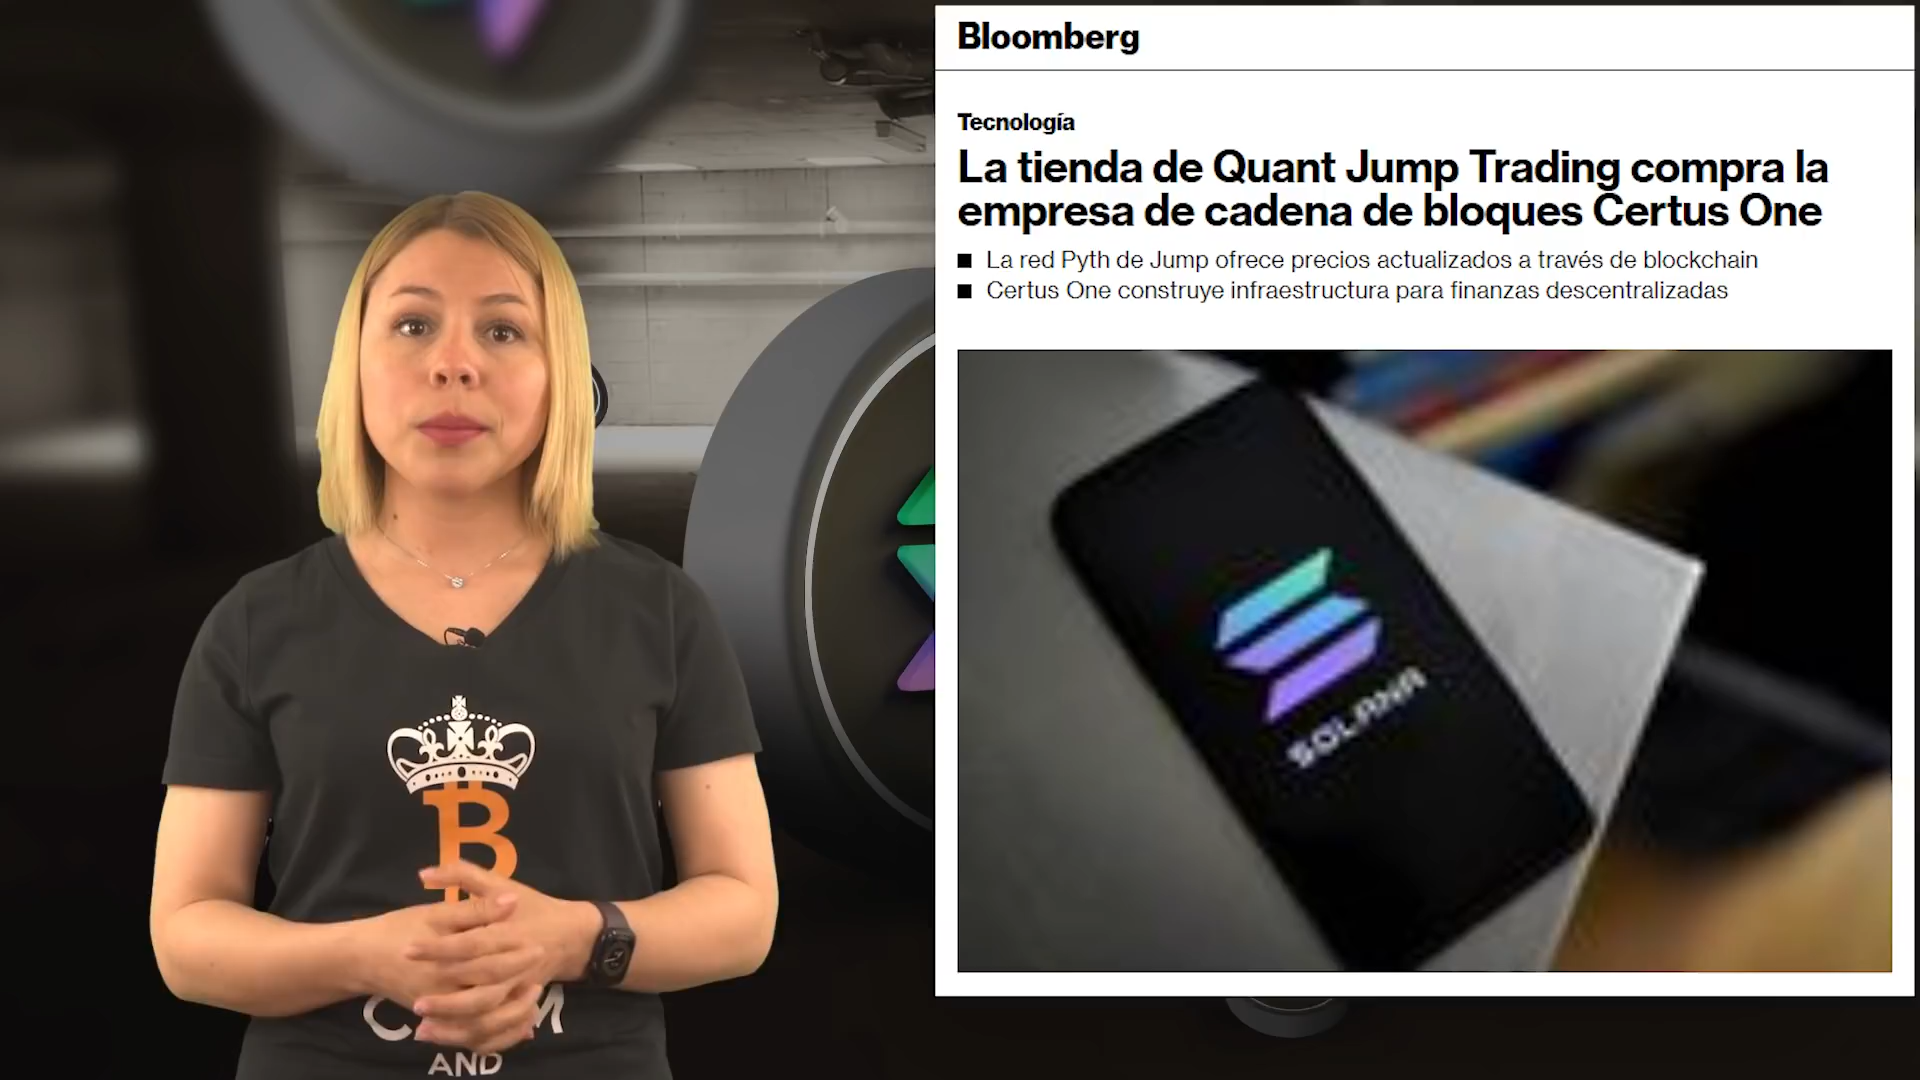 Bloomberg
Tecnología
La tienda de Quant Jump Trading compra la
empresa de cadena de bloques Certus One
La red Pyth de Jump ofrece precios actualizados a través de blockchain
Certus One construye infraestructura para finanzas descentralizadas
SOLANA
AND